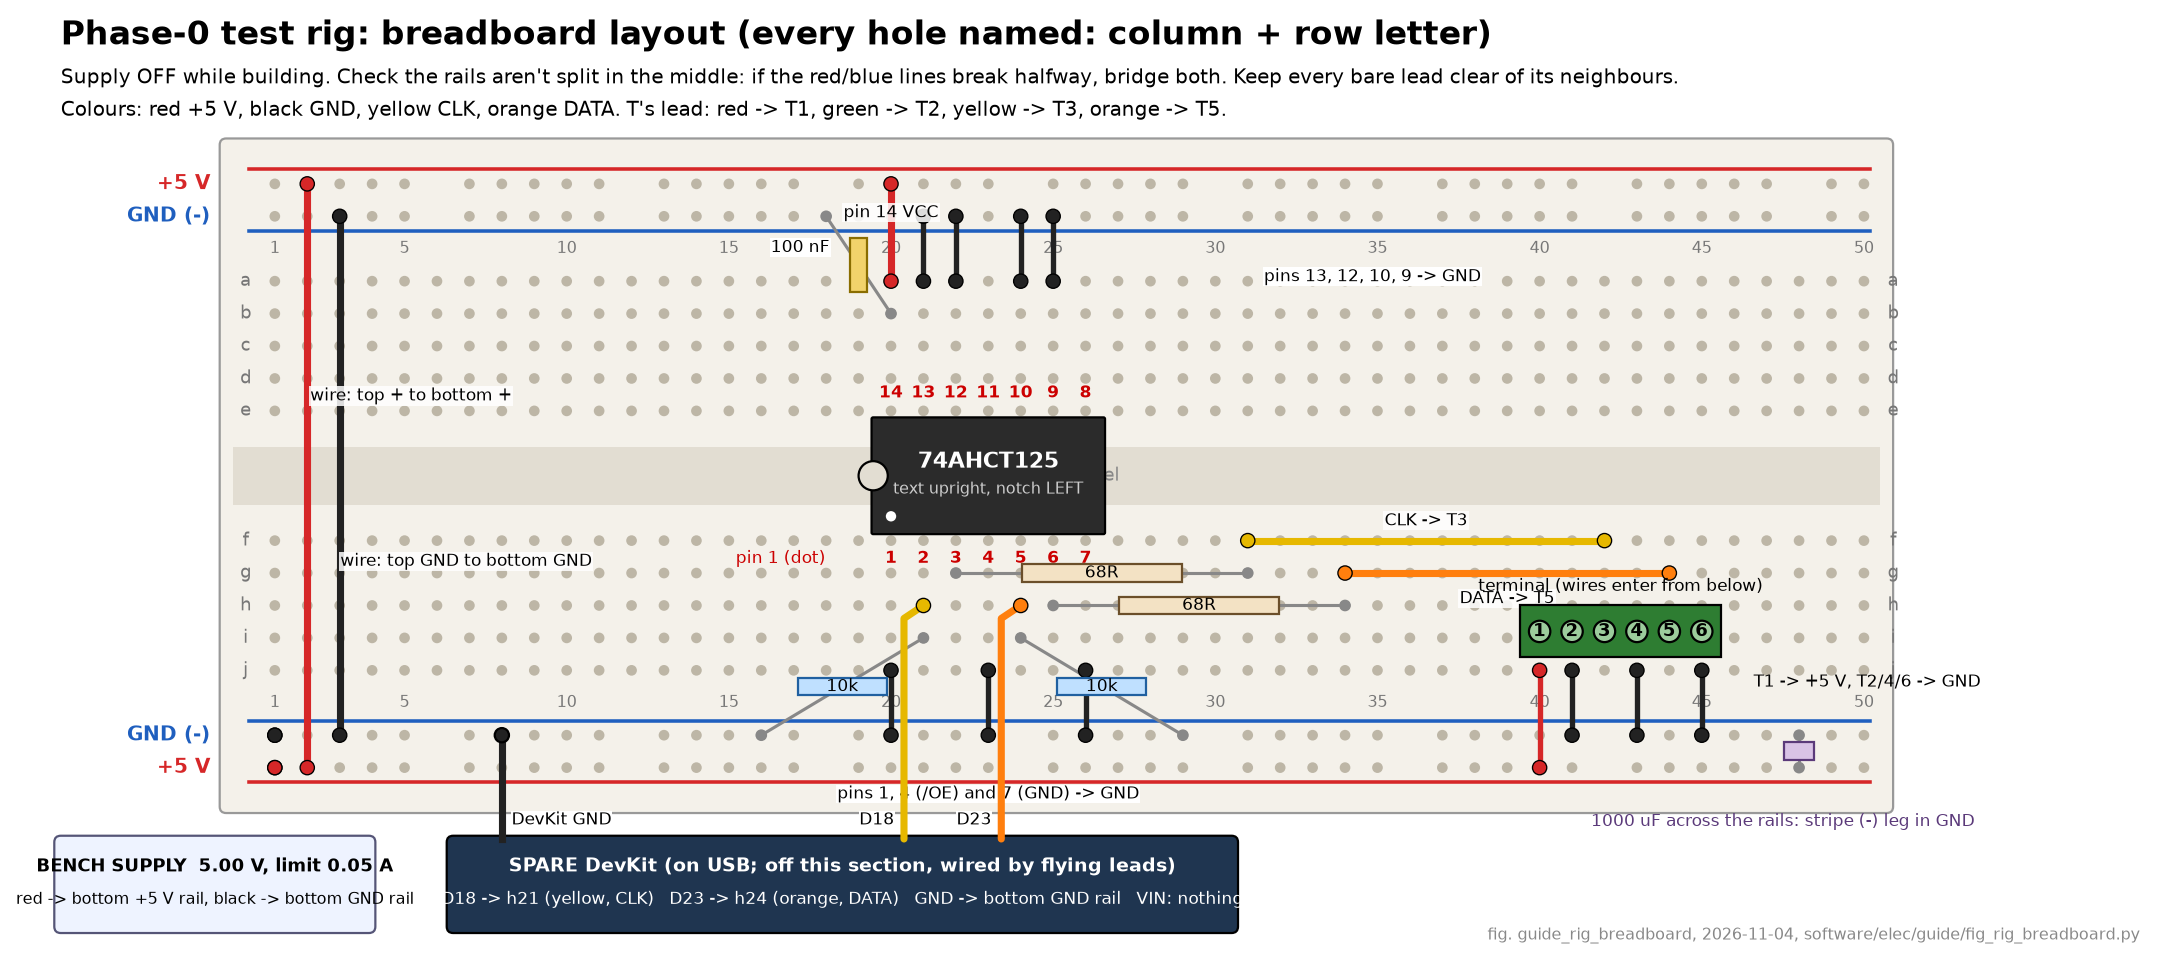 Phase-0 test rig: breadboard layout (every hole named: column + row letter)
Supply OFF while building. Check the rails aren't split in the middle: if the red/blue lines break halfway, bridge both. Keep every bare lead clear of its neighbours.
Colours: red +5 V, black GND, yellow CLK, orange DATA. T's lead: red -> T1, green -> T2, yellow -> T3, orange -> T5.
+5 V
GND (-)
pin 14 VCC
100 nF
1 5 10 15 20 25 30 35 40 45 50
pins 13, 12, 10, 9 -> GND
a a
b b
c c
d d
e e
wire: top + to bottom +
14 13 12 11 10 9 8
74AHCT125
text upright, notch LEFT
el
CLK -> T3
f f
wire: top GND to bottom GND
pin 1 (dot)
1 2 3 4 5 6 7
g g
68R
terminal (wires enter from below)
DATA -> T5
h h
68R
1 2 3 4 5 6
i i
j j
10k
10k
T1 -> +5 V, T2/4/6 -> GND
1 5 10 15 20 25 30 35 40 45 50
GND (-)
+5 V
pins 1, 4 (/OE) and 7 (GND) -> GND
DevKit GND
D18
D23
1000 uF across the rails: stripe (-) leg in GND
BENCH SUPPLY 5.00 V, limit 0.05 A
red -> bottom +5 V rail, black -> bottom GND rail
SPARE DevKit (on USB; off this section, wired by flying leads)
D18 -> h21 (yellow, CLK) D23 -> h24 (orange, DATA) GND -> bottom GND rail VIN: nothing
fig. guide_rig_breadboard, 2026-11-04, software/elec/guide/fig_rig_breadboard.py